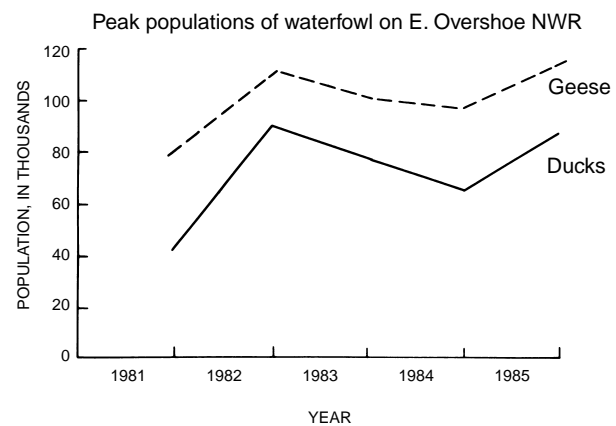 Peak populations of waterfowl on E. Overshoe NWR
POPULATION, IN THOUSANDS
120
100
80
60
40
20
0
Geese
Ducks
1981 1982 1983 1984 1985
YEAR